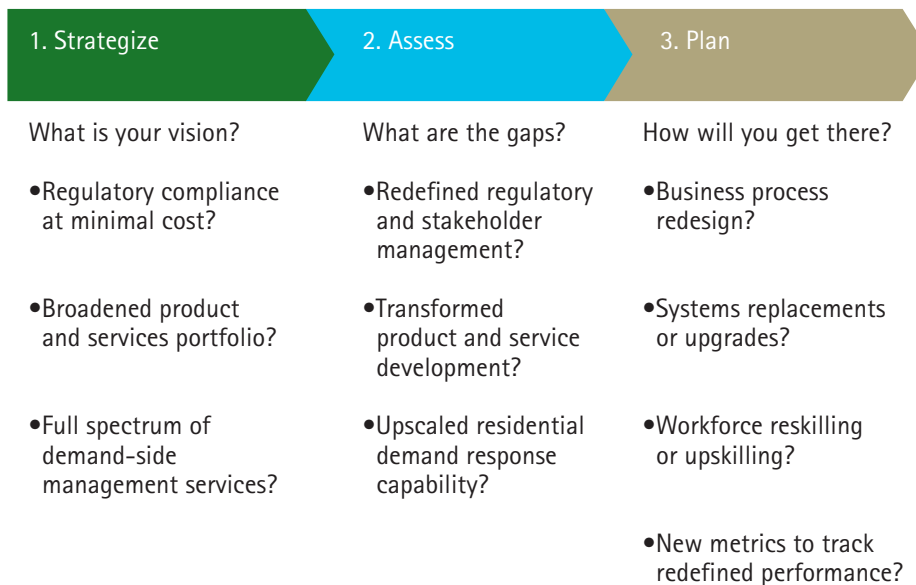 1. Strategize
2. Assess
3. Plan
What is your vision?
•Regulatory compliance
at minimal cost?
•Broadened product
and services portfolio?
•Full spectrum of
demand-side
management services?
What are the gaps?
•Redefined regulatory
and stakeholder
management?
•Transformed
product and service
development?
•Upscaled residential
demand response
capability?
How will you get there?
•Business process
redesign?
•Systems replacements
or upgrades?
•Workforce reskilling
or upskilling?
•New metrics to track
redefined performance?